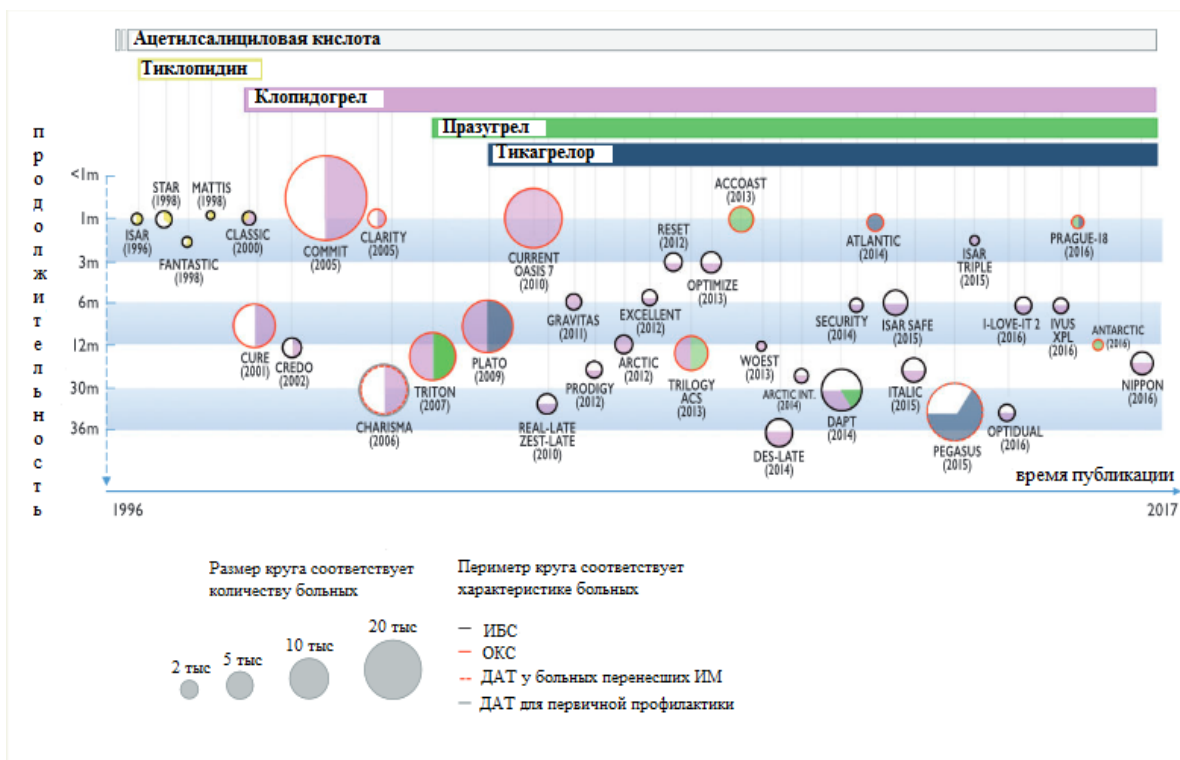 Ацетилсалициловая кислота
Тиклопидин
Клопидогрел
Празугрел
Тикагрелор
продолжительность
<1m
1m
3m
6m
12m
30m
36m
ISAR
(1996)
STAR
(1998)
FANTASTIC
(1998)
MATTIS
(1998)
CLASSIC
(2000)
COMMIT
(2005)
CLARITY
(2005)
CURRENT
OASIS 7
(2010)
RESET
(2012)
OPTIMIZE
(2013)
ACCOAST
(2013)
ATLANTIC
(2014)
ISAR
TRIPLE
(2015)
PRAGUE-18
(2016)
CURE
(2001)
CREDO
(2002)
CHARISMA
(2006)
TRITON
(2007)
PLATO
(2009)
REAL-LATE
ZEST-LATE
(2010)
GRAVITAS
(2011)
PRODIGY
(2012)
ARCTIC
(2012)
EXCELLENT
(2012)
TRILOGY
ACS
(2013)
WOEST
(2013)
DES-LATE
(2014)
ARCTIC INT.
(2014)
DAPT
(2014)
SECURITY
(2014)
ISAR SAFE
(2015)
ITALIC
(2015)
PEGASUS
(2015)
OPTIDUAL
(2016)
I-LOVE-IT 2
(2016)
IVUS
XPL
(2016)
ANTARCTIC
(2016)
NIPPON
(2016)
время публикации
1996
2017
Размер круга соответствует
количеству больных
2 тыс
5 тыс
10 тыс
20 тыс
Периметр круга соответствует
характеристике больных
ИБС
ОКС
ДАТ у больных перенесших ИМ
ДАТ для первичной профилактики